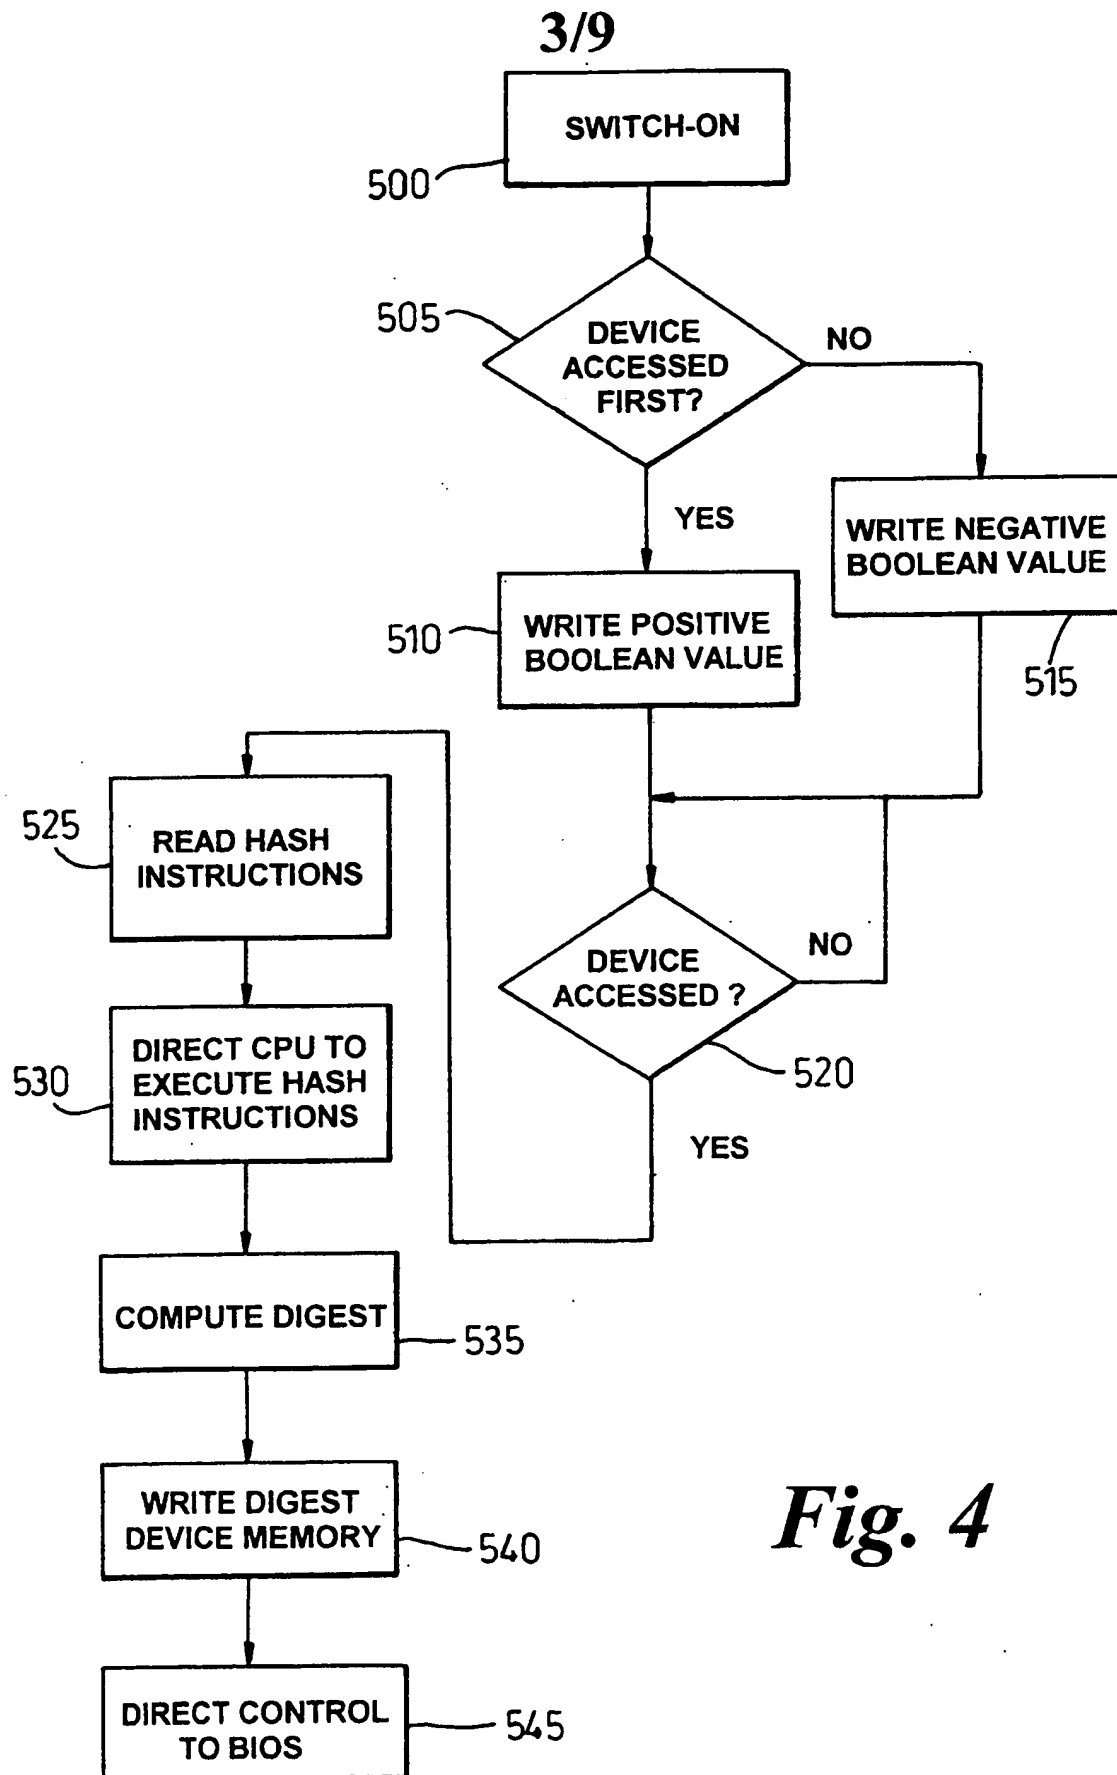 3/9
SWITCH-ON
500
505
DEVICE
ACCESSED
FIRST?
NO
YES
WRITE NEGATIVE
BOOLEAN VALUE
515
510
WRITE POSITIVE
BOOLEAN VALUE
525
READ HASH
INSTRUCTIONS
DEVICE
ACCESSED ?
NO
520
YES
530
DIRECT CPU TO
EXECUTE HASH
INSTRUCTIONS
COMPUTE DIGEST
535
WRITE DIGEST
DEVICE MEMORY
540
DIRECT CONTROL
TO BIOS
545
Fig. 4